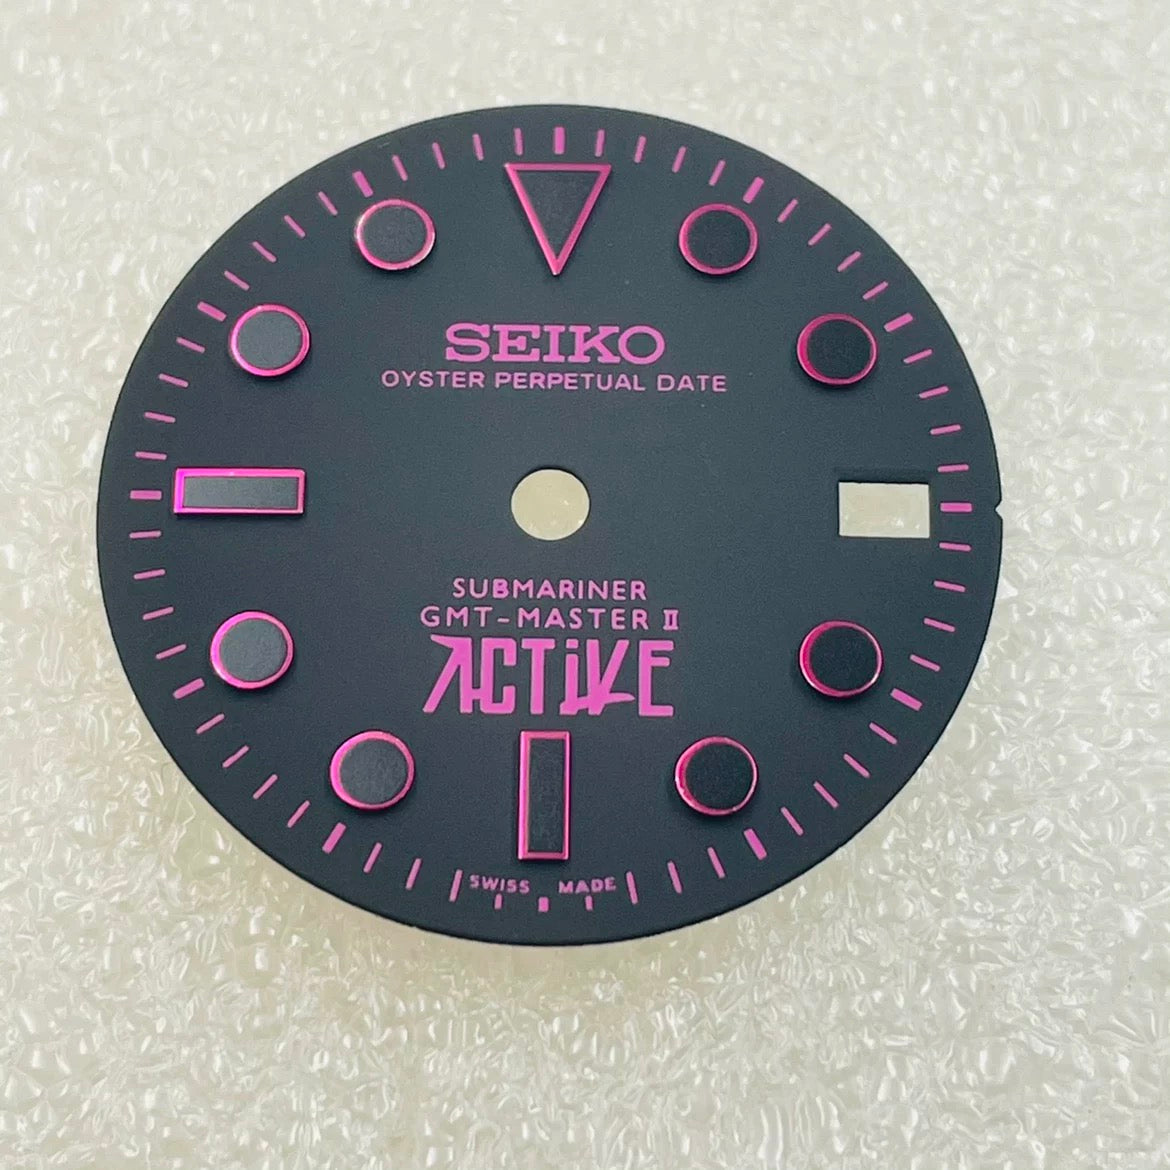 SEIKO
OYSTER PERPETUAL DATE
SUBMARINER
GMT-MASTER II
ACTiVE
SWISS MADE